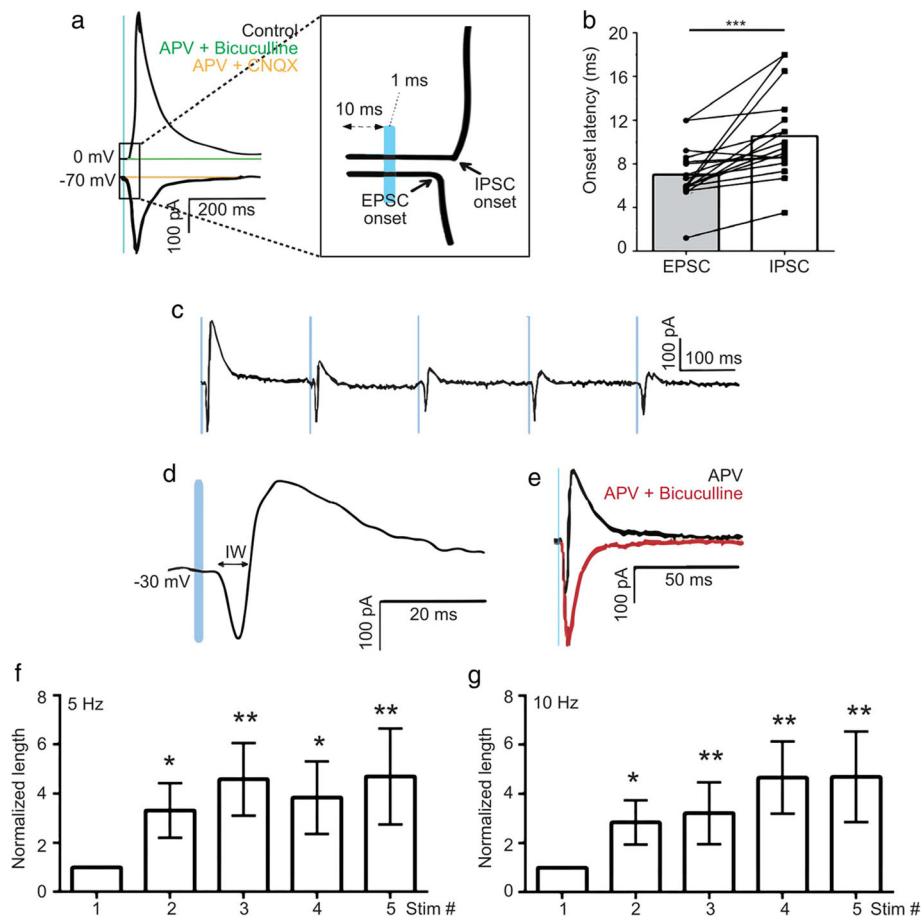 a
Control
APV + Bicuculline
APV + CNQX
0 mV
-70 mV
200 ms
100 pA
10 ms
1 ms
EPSC
onset
IPSC
onset
b
***
Onset latency (ms)
20
16
12
8
4
0
EPSC
IPSC
c
100 pA
100 ms
d
IW
-30 mV
100 pA
20 ms
e
APV
APV + Bicuculline
100 pA
50 ms
f
5 Hz
Normalized length
8
6
4
2
0
*
**
*
**
1 2 3 4 5 Stim #
g
10 Hz
Normalized length
8
6
4
2
0
*
**
**
**
1 2 3 4 5 Stim #